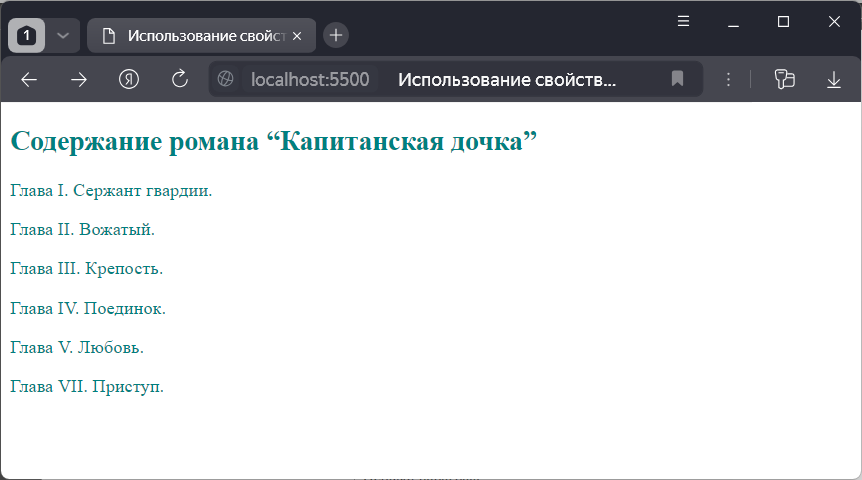 1
Использование свойст
localhost:5500 Использование свойств...
Содержание романа “Капитанская дочка”
Глава I. Сержант гвардии.
Глава II. Вожатый.
Глава III. Крепость.
Глава IV. Поединок.
Глава V. Любовь.
Глава VII. Приступ.